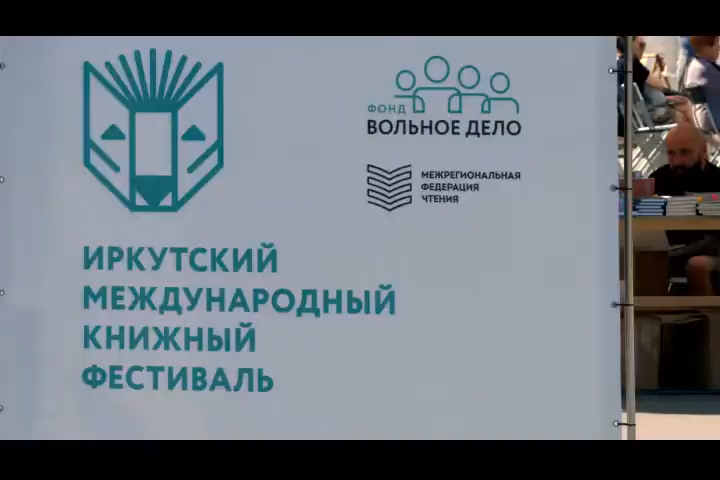 ФОНД
ВОЛЬНОЕ ДЕЛО
МЕЖРЕГИОНАЛЬНАЯ
ФЕДЕРАЦИЯ
ЧТЕНИЯ
ИРКУТСКИЙ
МЕЖДУНАРОДНЫЙ
КНИЖНЫЙ
ФЕСТИВАЛЬ